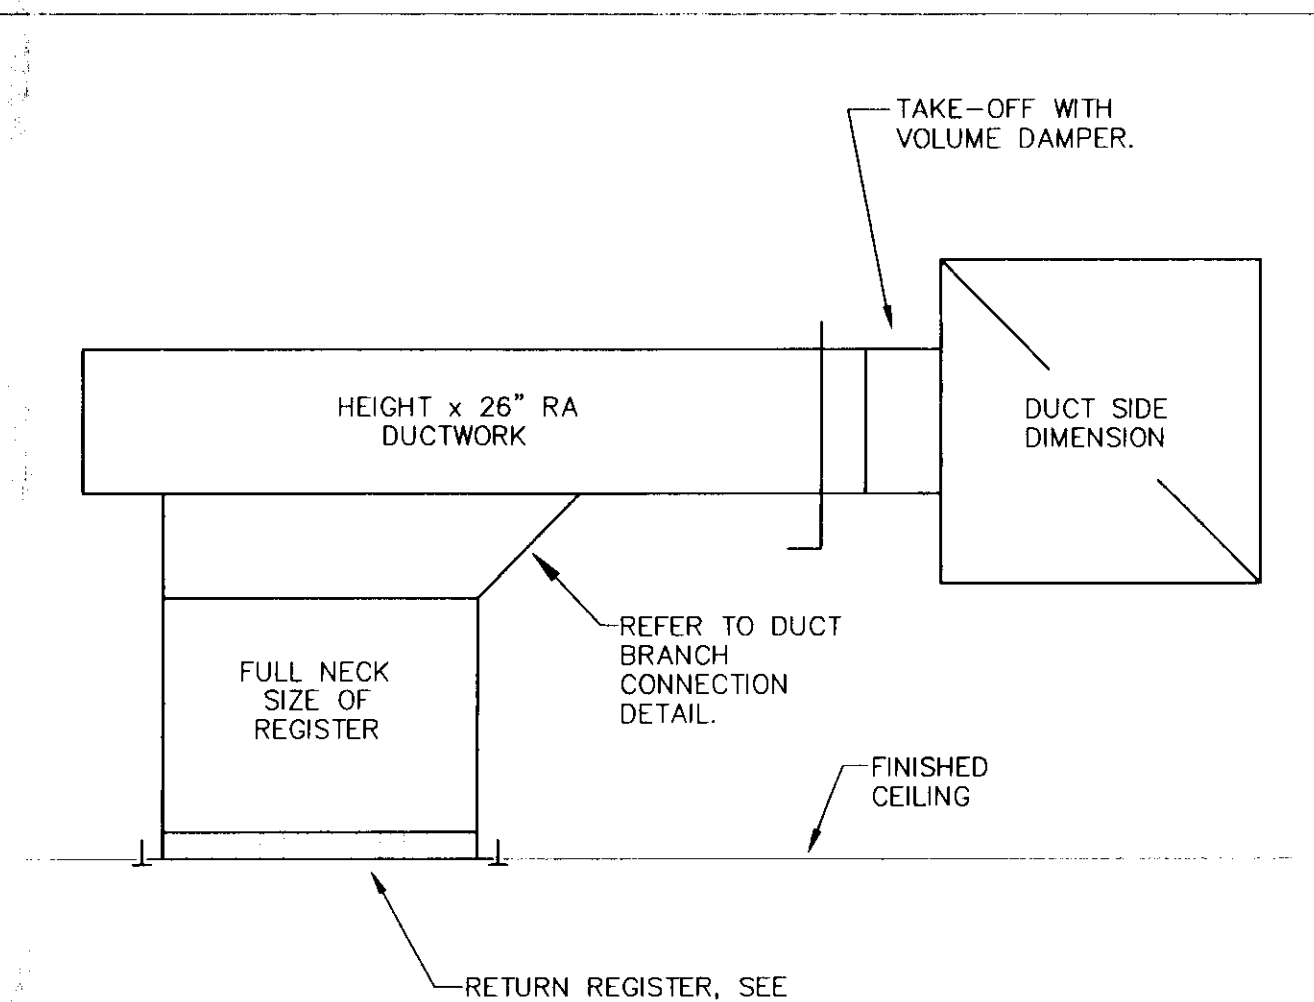 TAKE-OFF WITH
VOLUME DAMPER.
HEIGHT x 26" RA
DUCTWORK
DUCT SIDE
DIMENSION
REFER TO DUCT
BRANCH
CONNECTION
DETAIL.
FULL NECK
SIZE OF
REGISTER
FINISHED
CEILING
RETURN REGISTER, SEE